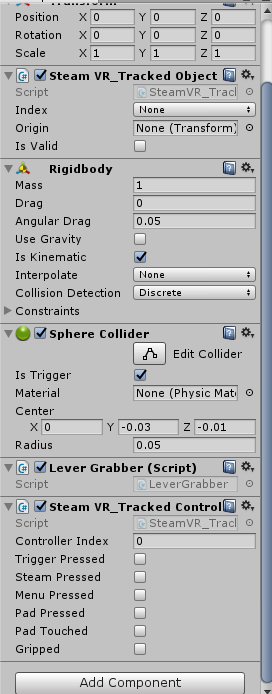 Transform
Position X 0 Y 0 Z 0
Rotation X 0 Y 0 Z 0
Scale X 1 Y 1 Z 1
Steam VR_Tracked Object
Script SteamVR_Tracl
Index None
Origin None (Transform)
Is Valid
Rigidbody
Mass 1
Drag 0
Angular Drag 0.05
Use Gravity
Is Kinematic
Interpolate None
Collision Detection Discrete
Constraints
Sphere Collider
Edit Collider
Is Trigger
Material None (Physic Mat
Center
X 0 Y -0.03 Z -0.01
Radius 0.05
Lever Grabber (Script)
Script LeverGrabber
Steam VR_Tracked Control
Script SteamVR_Tracl
Controller Index 0
Trigger Pressed
Steam Pressed
Menu Pressed
Pad Pressed
Pad Touched
Gripped
Add Component